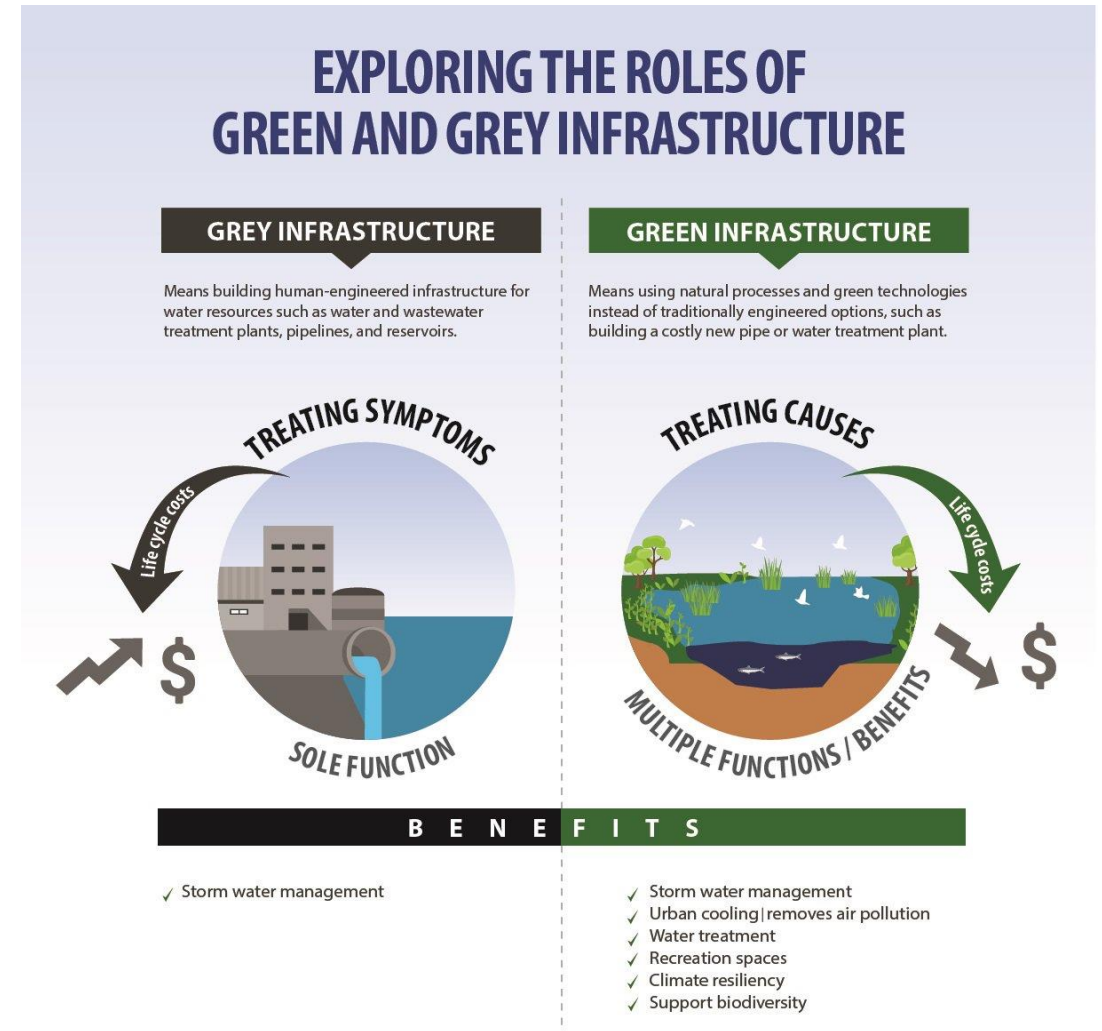 EXPLORING THE ROLES OF
GREEN AND GREY INFRASTRUCTURE
GREY INFRASTRUCTURE
Means building human-engineered infrastructure for
water resources such as water and wastewater
treatment plants, pipelines, and reservoirs.
TREATING SYMPTOMS
Life cycle costs
$
SOLE FUNCTION
GREEN INFRASTRUCTURE
Means using natural processes and green technologies
instead of traditionally engineered options, such as
building a costly new pipe or water treatment plant.
TREATING CAUSES
Life cycle costs
$
MULTIPLE FUNCTIONS / BENEFITS
BENEFITS
✓ Storm water management
✓ Storm water management
✓ Urban cooling|removes air pollution
✓ Water treatment
✓ Recreation spaces
✓ Climate resiliency
✓ Support biodiversity